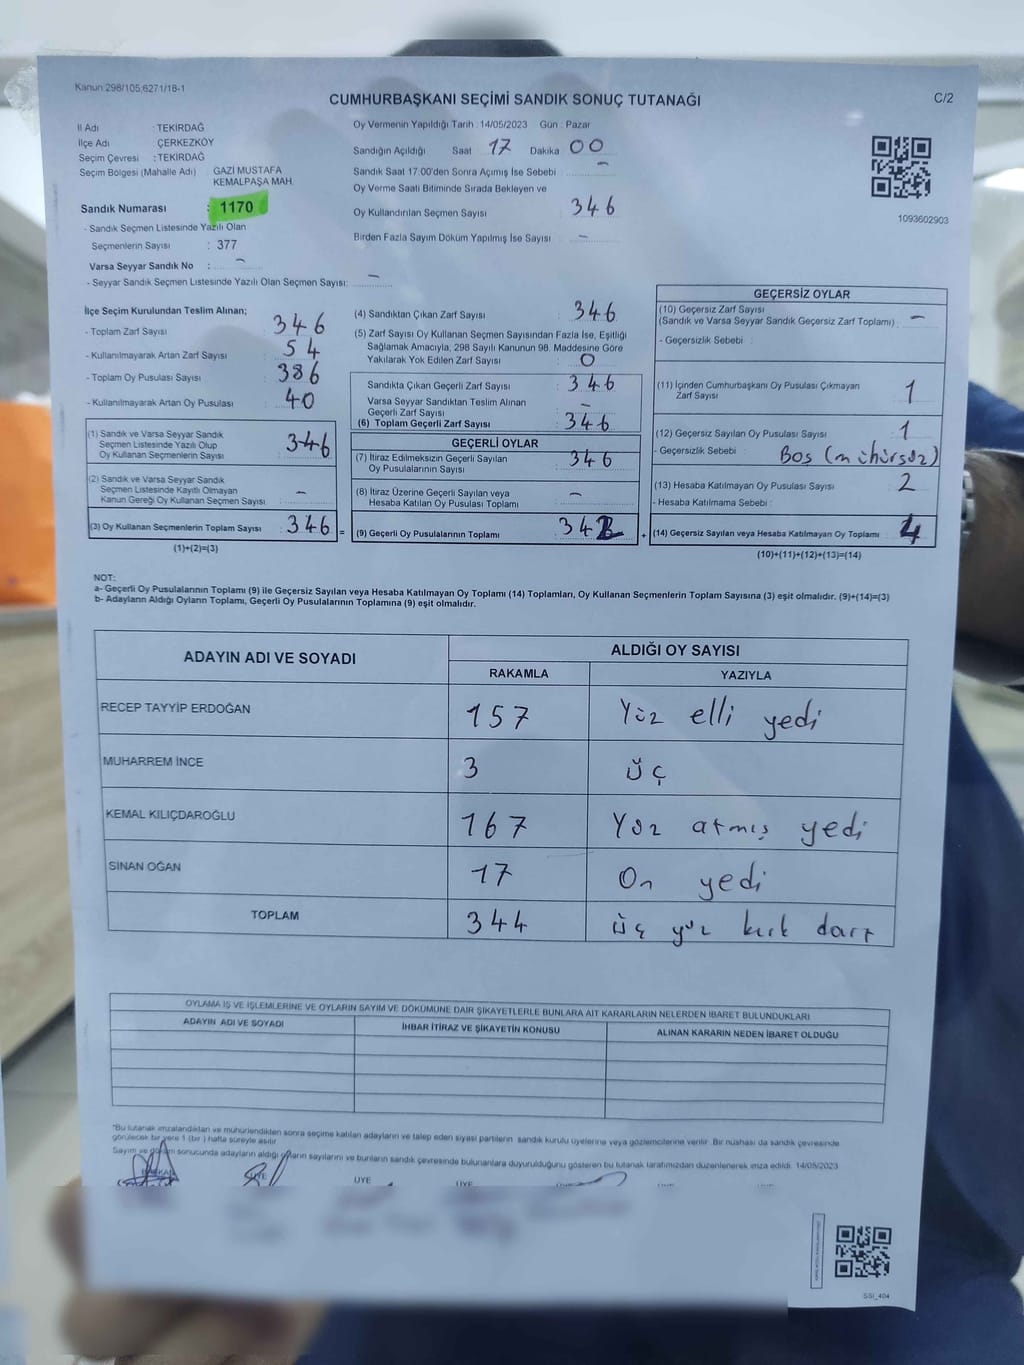 Kanun 298/105,6271/18-1
CUMHURBAŞKANI SEÇİMİ SANDIK SONUÇ TUTANAĞI
C/2
İl Adı : TEKİRDAĞ
İlçe Adı : ÇERKEZKÖY
Seçim Çevresi : TEKİRDAĞ
Seçim Bölgesi (Mahalle Adı) : GAZİ MUSTAFA
KEMALPAŞA MAH.
Sandık Numarası : 1170
- Sandık Seçmen Listesinde Yazılı Olan
Seçmenlerin Sayısı : 377
Varsa Seyyar Sandık No : -
- Seyyar Sandık Seçmen Listesinde Yazılı Olan Seçmen Sayısı: -
Oy Vermenin Yapıldığı Tarih : 14/05/2023 Gün : Pazar
Sandığın Açıldığı Saat 17 Dakika 00
Sandık Saat 17.00'den Sonra Açımış İse Sebebi : -
Oy Verme Saati Bitiminde Sırada Bekleyen ve
Oy Kullandırılan Seçmen Sayısı 346
Birden Fazla Sayım Döküm Yapılmış İse Sayısı : -
1093602903
İlçe Seçim Kurulundan Teslim Alınan;
- Toplam Zarf Sayısı : 346
- Kullanılmayarak Artan Zarf Sayısı : 54
- Toplam Oy Pusulası Sayısı : 386
- Kullanılmayarak Artan Oy Pusulası : 40
(1) Sandık ve Varsa Seyyar Sandık
Seçmen Listesinde Yazılı Olup
Oy Kullanan Seçmenlerin Sayısı : 346
(2) Sandık ve Varsa Seyyar Sandık
Seçmen Listesinde Kayıtlı Olmayan
Kanun Gereği Oy Kullanan Seçmen Sayısı : -
(3) Oy Kullanan Seçmenlerin Toplam Sayısı : 346 =
(1)+(2)=(3)
(4) Sandıktan Çıkan Zarf Sayısı : 346
(5) Zarf Sayısı Oy Kullanan Seçmen Sayısından Fazla İse, Eşitliği
Sağlamak Amacıyla, 298 Sayılı Kanunun 98. Maddesine Göre
Yakılarak Yok Edilen Zarf Sayısı : 0
Sandıkta Çıkan Geçerli Zarf Sayısı : 346
Varsa Seyyar Sandıktan Teslim Alınan
Geçerli Zarf Sayısı : -
(6) Toplam Geçerli Zarf Sayısı : 346
GEÇERLİ OYLAR
(7) İtiraz Edilmeksizin Geçerli Sayılan
Oy Pusulalarının Sayısı : 346
(8) İtiraz Üzerine Geçerli Sayılan veya
Hesaba Katılan Oy Pusulası Toplamı : -
(9) Geçerli Oy Pusulalarının Toplamı : 342 +
GEÇERSİZ OYLAR
(10) Geçersiz Zarf Sayısı
(Sandık ve Varsa Seyyar Sandık Geçersiz Zarf Toplamı) : -
- Geçersizlik Sebebi :
(11) İçinden Cumhurbaşkanı Oy Pusulası Çıkmayan
Zarf Sayısı : 1
(12) Geçersiz Sayılan Oy Pusulası Sayısı : 1
- Geçersizlik Sebebi : Boş (mühürsüz)
(13) Hesaba Katılmayan Oy Pusulası Sayısı : 2
- Hesaba Katılmama Sebebi :
(14) Geçersiz Sayılan veya Hesaba Katılmayan Oy Toplamı : 4
(10)+(11)+(12)+(13)=(14)
NOT:
a- Geçerli Oy Pusulalarının Toplamı (9) ile Geçersiz Sayılan veya Hesaba Katılmayan Oy Toplamı (14) Toplamları, Oy Kullanan Seçmenlerin Toplam Sayısına (3) eşit olmalıdır. (9)+(14)=(3)
b- Adayların Aldığı Oyların Toplamı, Geçerli Oy Pusulalarının Toplamına (9) eşit olmalıdır.
ADAYIN ADI VE SOYADI
ALDIĞI OY SAYISI
RAKAMLA YAZIYLA
RECEP TAYYİP ERDOĞAN 157 Yüz elli yedi
MUHARREM İNCE 3 üç
KEMAL KILIÇDAROĞLU 167 Yüz atmış yedi
SİNAN OĞAN 17 On yedi
TOPLAM 344 üç yüz kırk dört
OYLAMA İŞ VE İŞLEMLERİNE VE OYLARIN SAYIM VE DÖKÜMÜNE DAİR ŞİKAYETLERLE BUNLARA AİT KARARLARIN NELERDEN İBARET BULUNDUKLARI
ADAYIN ADI VE SOYADI İHBAR İTİRAZ VE ŞİKAYETİN KONUSU ALINAN KARARIN NEDEN İBARET OLDUĞU
*Bu tutanak imzalandıktan ve mühürlendikten sonra seçime katılan adayların ve talep eden siyasi partilerin sandık kurulu üyelerine veya gözlemcilerine verilir. Bir nüshası da sandık çevresinde
görülecek bir yere 1 (bir) hafta süreyle asılır.
Sayım ve döküm sonucunda adayların aldığı oyların sayılarını ve bunların sandık çevresinde bulunanlara duyurulduğunu gösteren bu tutanak tarafımızdan düzenlenerek imza edildi. 14/05/2023
BAŞKAN ÜYE ÜYE ÜYE
SSI_404